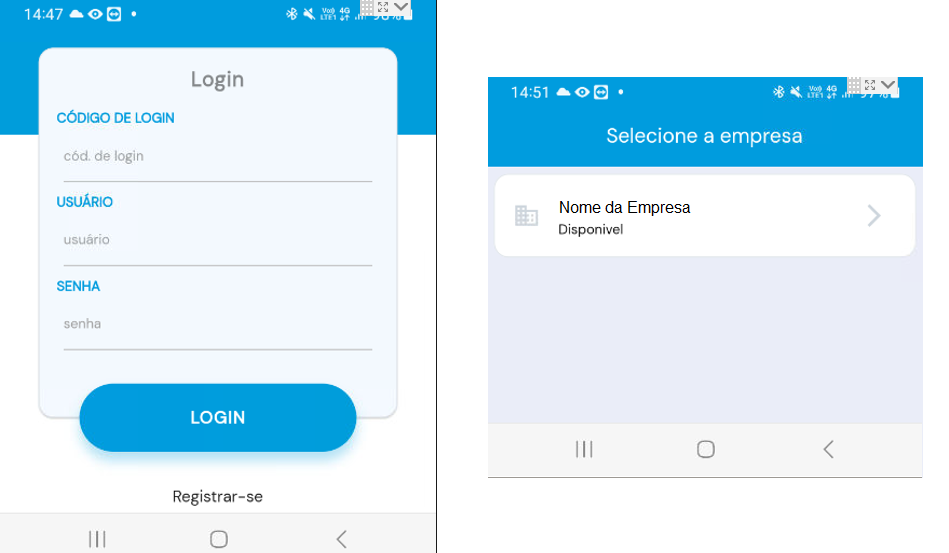 14:47
Login
CÓDIGO DE LOGIN
cód. de login
USUÁRIO
usuário
SENHA
senha
LOGIN
Registrar-se
14:51
Selecione a empresa
Nome da Empresa
Disponivel